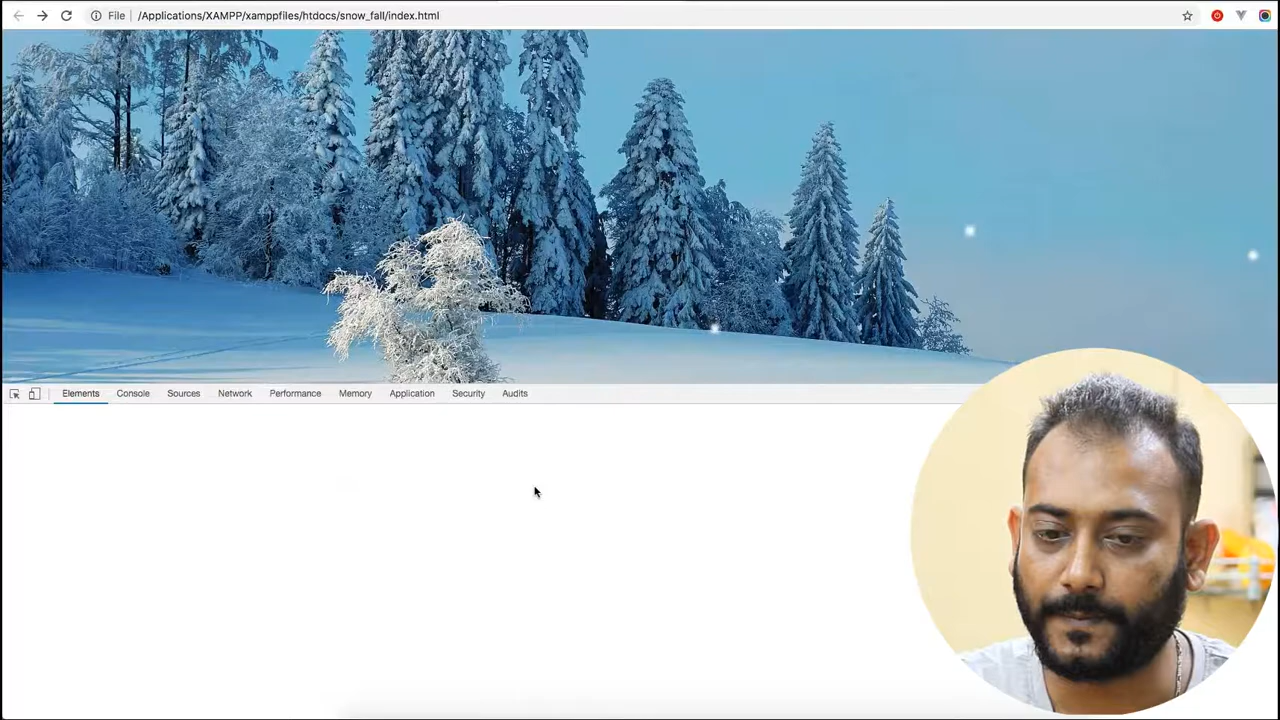 File /Applications/XAMPP/xamppfiles/htdocs/snow_fall/index.html
Elements Console Sources Network Performance Memory Application Security Audits